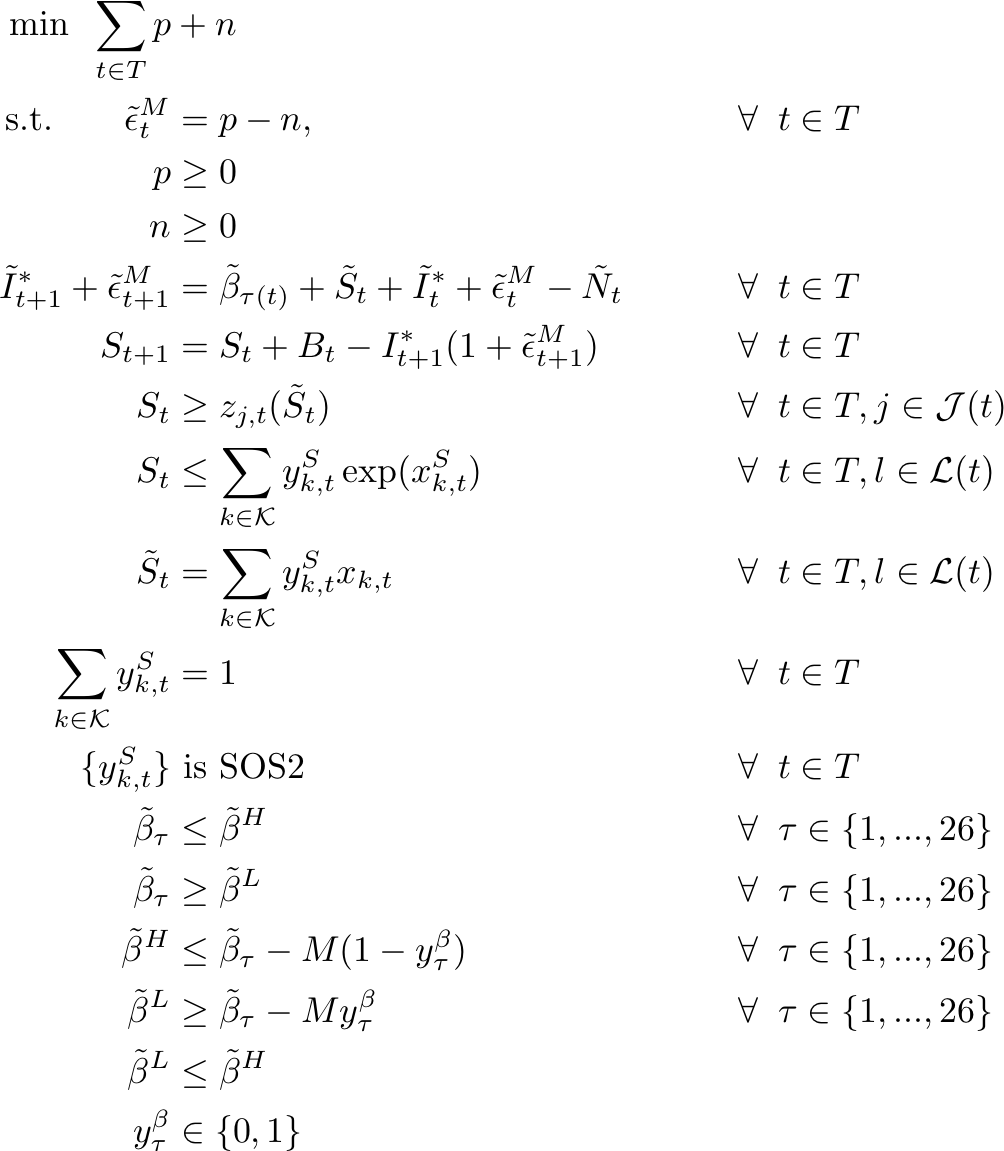 min ∑_{t∈T} p + n
s.t. ε̃_t^M = p − n, ∀ t ∈ T
p ≥ 0
n ≥ 0
Ĩ*_{t+1} + ε̃^M_{t+1} = β̃_{τ(t)} + S̃_t + Ĩ*_t + ε̃^M_t − Ñ_t ∀ t ∈ T
S_{t+1} = S_t + B_t − I*_{t+1}(1 + ε̃^M_{t+1}) ∀ t ∈ T
S_t ≥ z_{j,t}(S̃_t) ∀ t ∈ T, j ∈ 𝒥(t)
S_t ≤ ∑_{k∈𝒦} y^S_{k,t} exp(x^S_{k,t}) ∀ t ∈ T, l ∈ ℒ(t)
S̃_t = ∑_{k∈𝒦} y^S_{k,t} x_{k,t} ∀ t ∈ T, l ∈ ℒ(t)
∑_{k∈𝒦} y^S_{k,t} = 1 ∀ t ∈ T
{y^S_{k,t}} is SOS2 ∀ t ∈ T
β̃_τ ≤ β̃^H ∀ τ ∈ {1, ..., 26}
β̃_τ ≥ β̃^L ∀ τ ∈ {1, ..., 26}
β̃^H ≤ β̃_τ − M(1 − y^β_τ) ∀ τ ∈ {1, ..., 26}
β̃^L ≥ β̃_τ − My^β_τ ∀ τ ∈ {1, ..., 26}
β̃^L ≤ β̃^H
y^β_τ ∈ {0, 1}